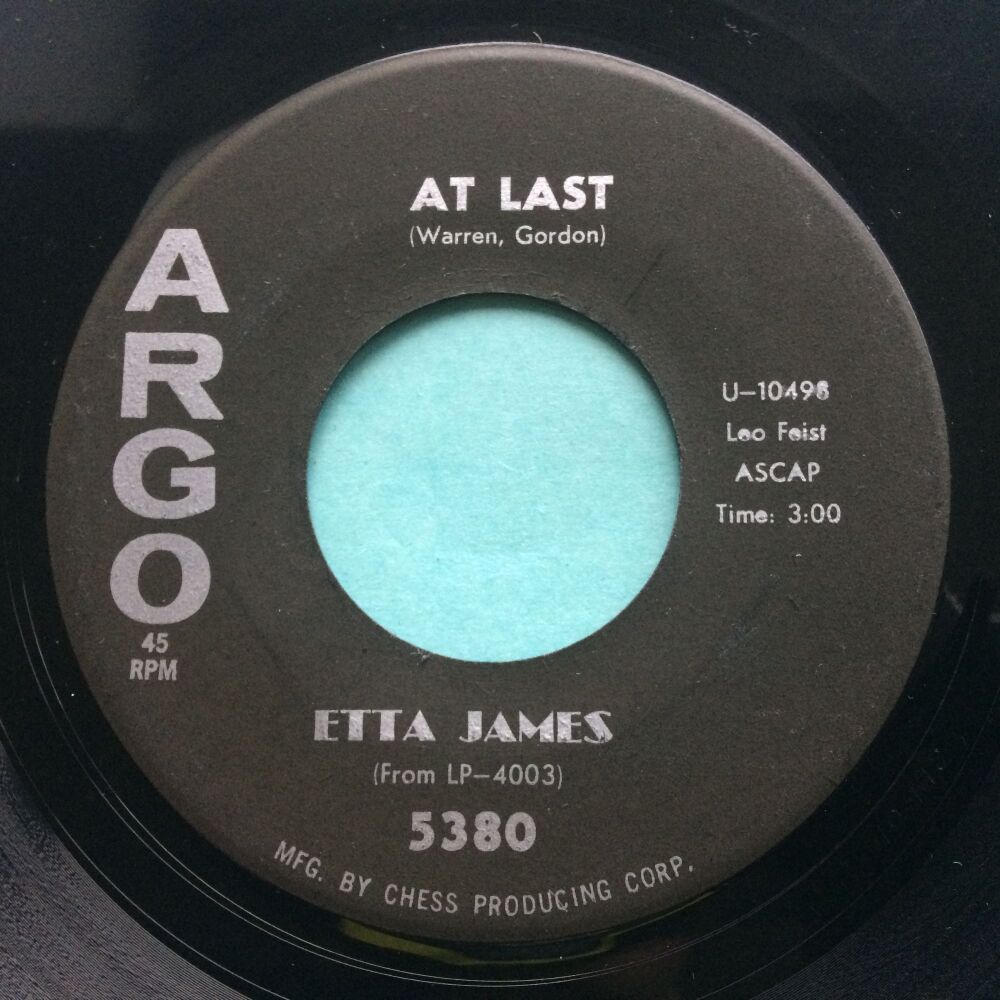 AT LAST
(Warren, Gordon)
ARGO
45
RPM
U-10498
Leo Feist
ASCAP
Time: 3:00
ETTA JAMES
(From LP-4003)
5380
MFG. BY CHESS PRODUCING CORP.